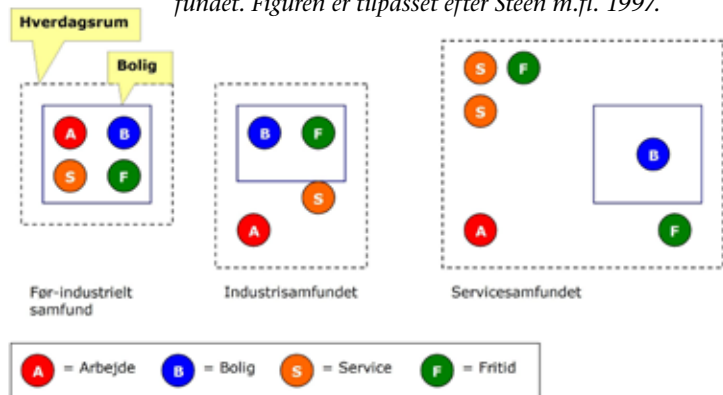 fundet. Figuren er tilpasset efter Steen m.fl. 1997.
Hverdagsrum
Bolig
A B
S F
B F
S
A
S F
S
B
A F
Før-industrielt
samfund
Industrisamfundet
Servicesamfundet
A = Arbejde B = Bolig S = Service F = Fritid